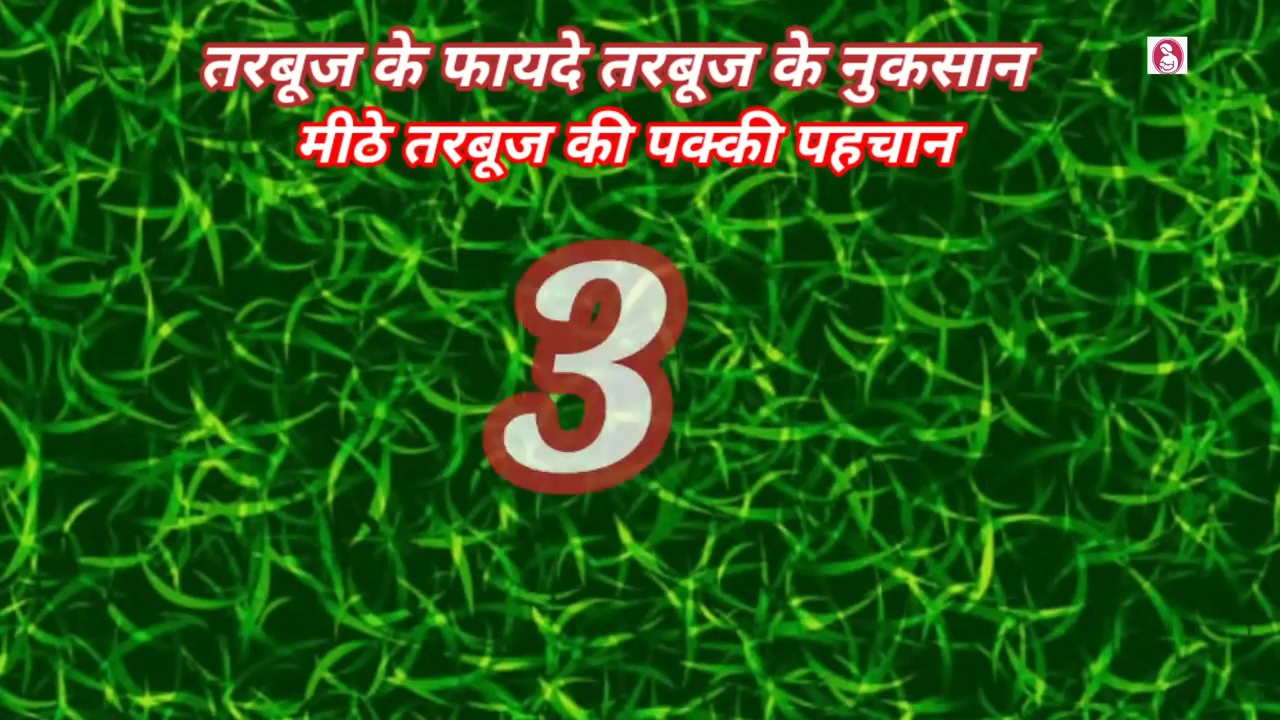 तरबूज के फायदे तरबूज के नुकसान
मीठे तरबूज की पक्की पहचान
3